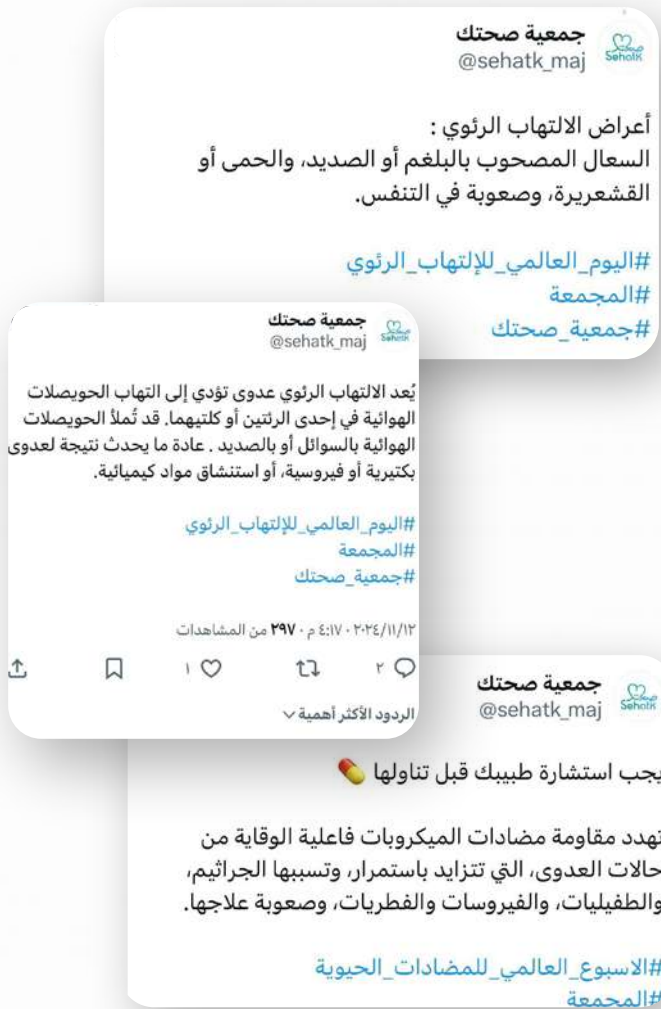 جمعية صحتك
@sehatk_maj
Sehatk
أعراض الالتهاب الرئوي :
السعال المصحوب بالبلغم أو الصديد، والحمى أو
القشعريرة، وصعوبة في التنفس.
#اليوم_العالمي_للإلتهاب_الرئوي
#المجمعة
#جمعية_صحتك
جمعية صحتك
@sehatk_maj
Sehatk
يُعد الالتهاب الرئوي عدوى تؤدي إلى التهاب الحويصلات
الهوائية في إحدى الرئتين أو كلتيهما. قد تُملأ الحويصلات
الهوائية بالسوائل أو بالصديد . عادة ما يحدث نتيجة لعدوى
بكتيرية أو فيروسية، أو استنشاق مواد كيميائية.
#اليوم_العالمي_للإلتهاب_الرئوي
#المجمعة
#جمعية_صحتك
٢٠٢٤/١١/١٢ · ٤:١٧ م · ٢٩٧ من المشاهدات
٢ ١
الردود الأكثر أهمية
جمعية صحتك
@sehatk_maj
Sehatk
يجب استشارة طبيبك قبل تناولها 💊
تهدد مقاومة مضادات الميكروبات فاعلية الوقاية من
حالات العدوى، التي تتزايد باستمرار، وتسببها الجراثيم،
والطفيليات، والفيروسات والفطريات، وصعوبة علاجها.
#الاسبوع_العالمي_للمضادات_الحيوية
#المجمعة